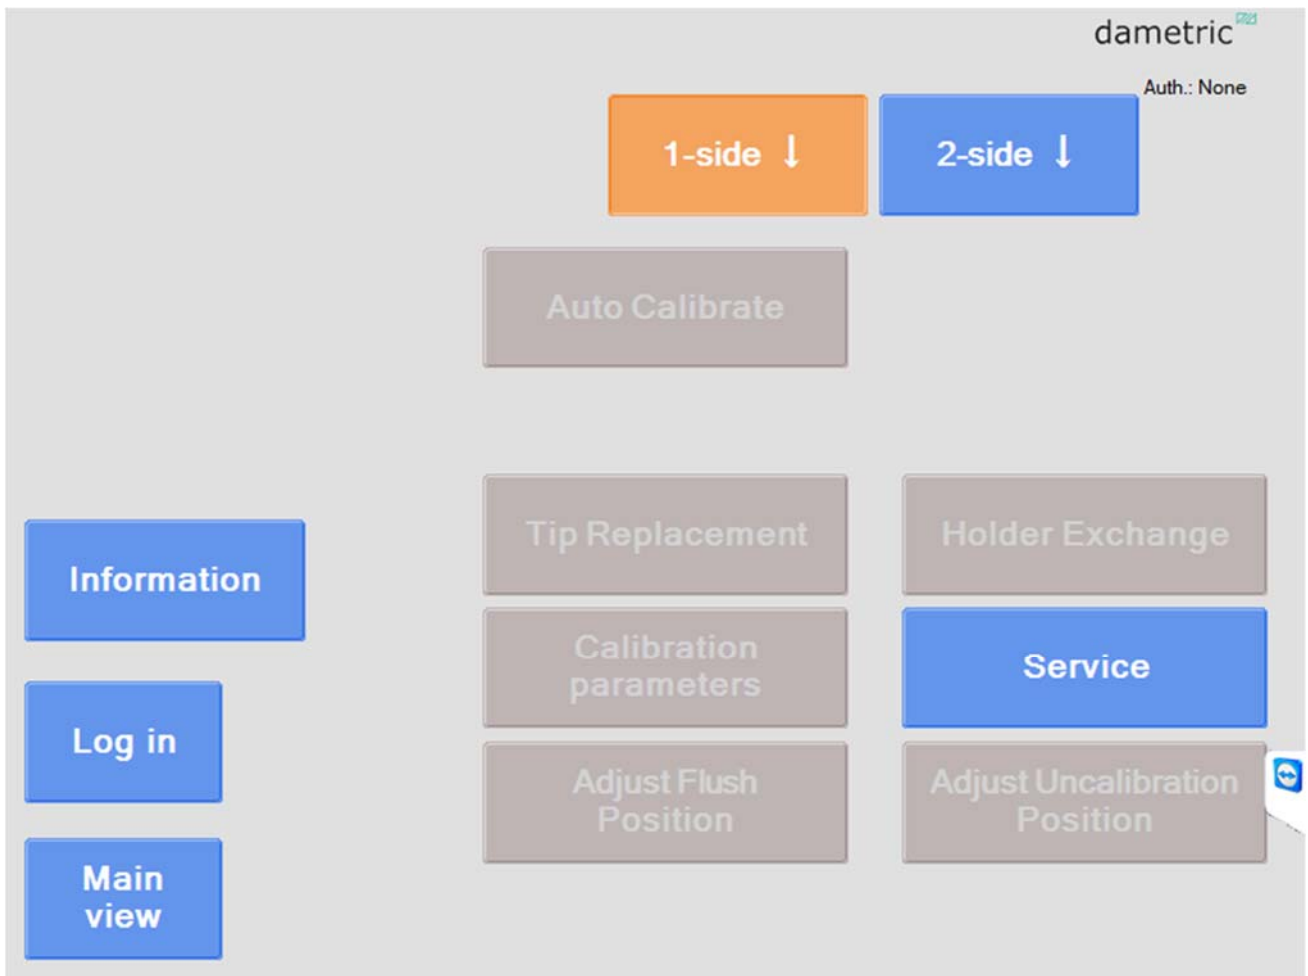 dametric
Auth.: None
1-side ↓
2-side ↓
Auto Calibrate
Tip Replacement
Holder Exchange
Information
Calibration
parameters
Service
Log in
Adjust Flush
Position
Adjust Uncalibration
Position
Main
view